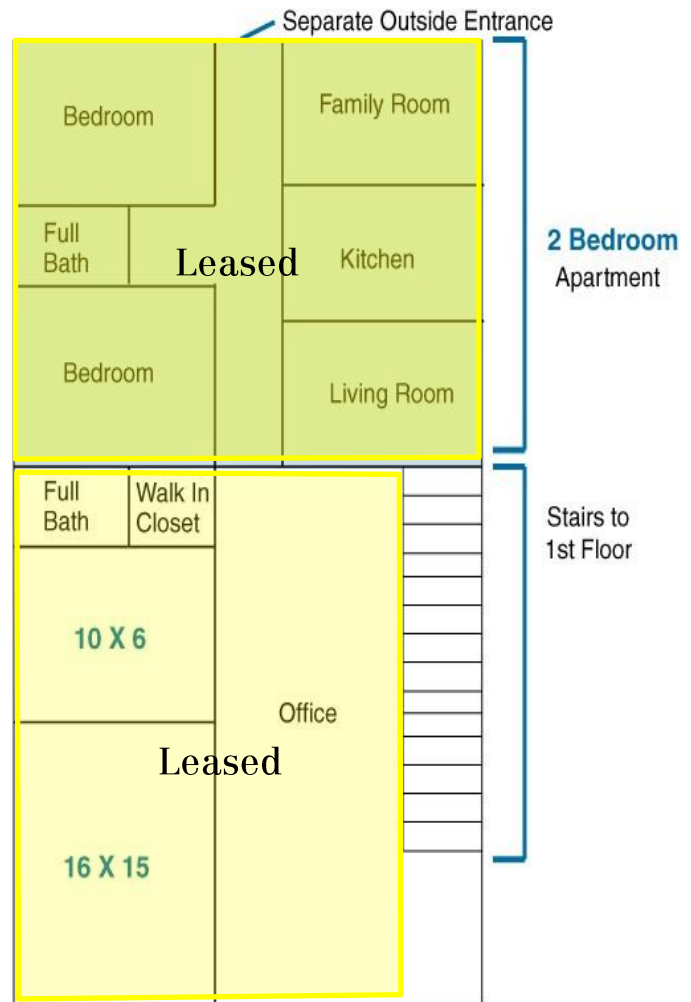 Separate Outside Entrance
Bedroom
Family Room
Full
Bath
Leased
Kitchen
2 Bedroom
Apartment
Bedroom
Living Room
Full
Bath
Walk In
Closet
Stairs to
1st Floor
10 X 6
Office
Leased
16 X 15